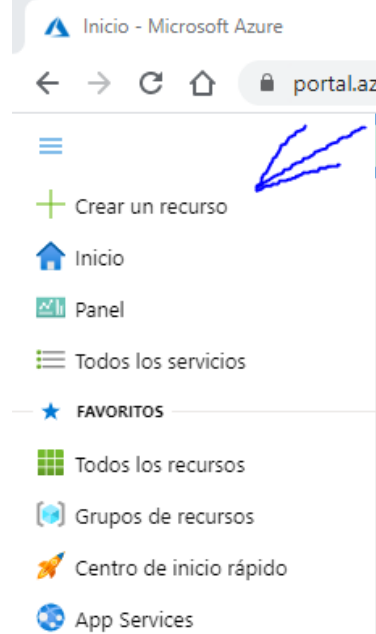 Inicio - Microsoft Azure
portal.az
Crear un recurso
Inicio
Panel
Todos los servicios
FAVORITOS
Todos los recursos
Grupos de recursos
Centro de inicio rápido
App Services